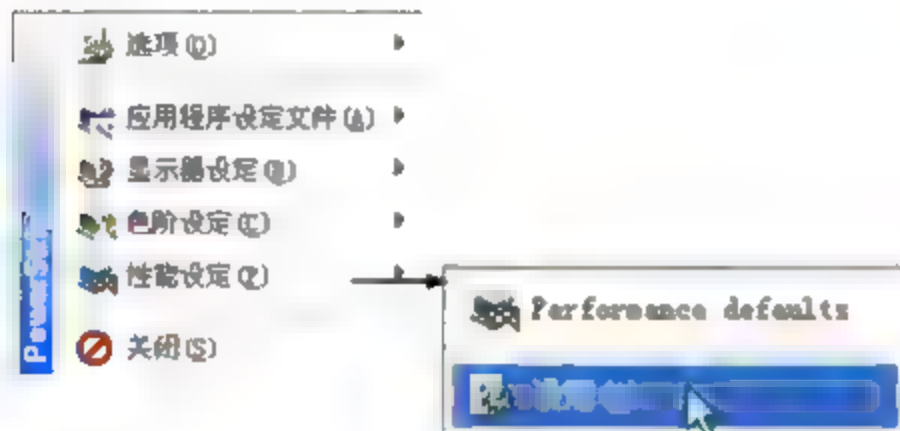 选项(O)
应用程序设定文件(A)
显示器设定(M)
色阶设定(C)
性能设定(P)
关闭(S)
Performance defaults